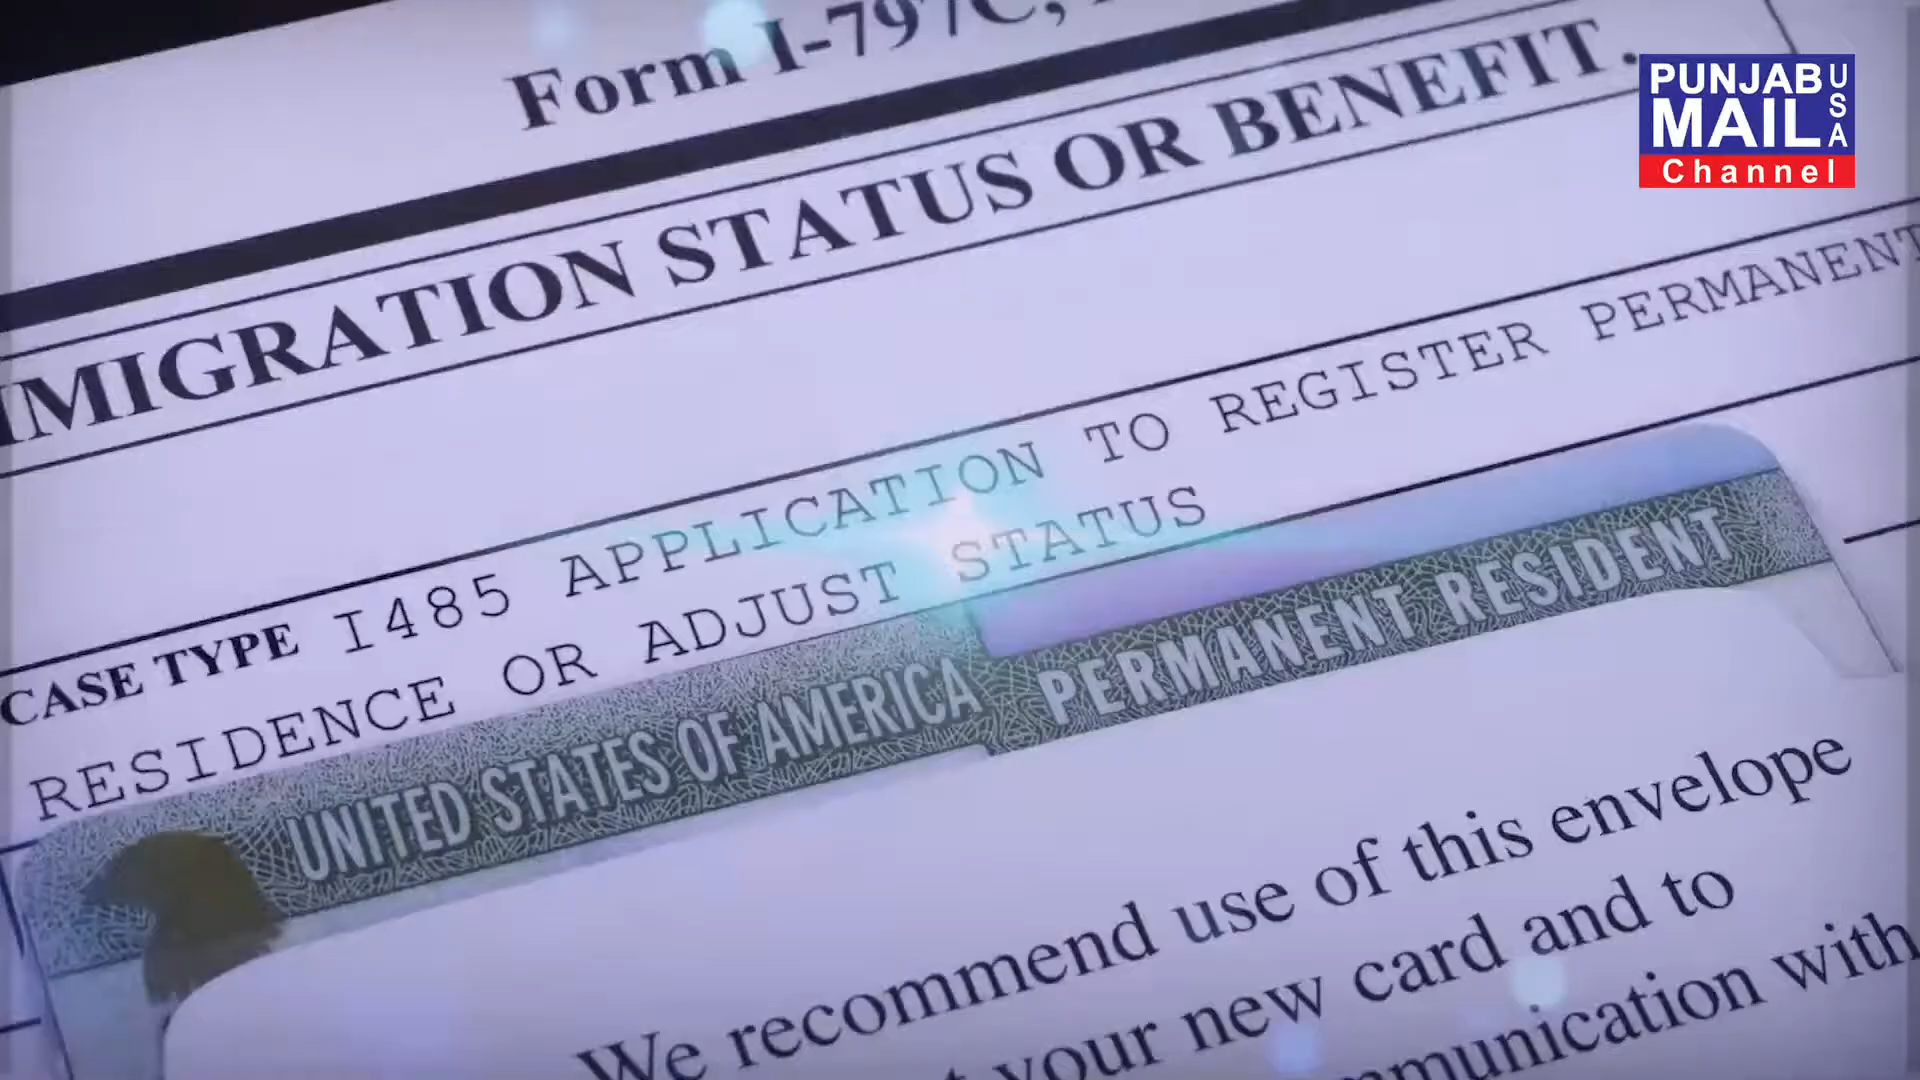 Form I-797C,
PUNJAB USA
MAIL
Channel
IMMIGRATION STATUS OR BENEFIT.
CASE TYPE I485 APPLICATION TO REGISTER PERMANENT
RESIDENCE OR ADJUST STATUS
UNITED STATES OF AMERICA PERMANENT RESIDENT
We recommend use of this envelope
your new card and to
with